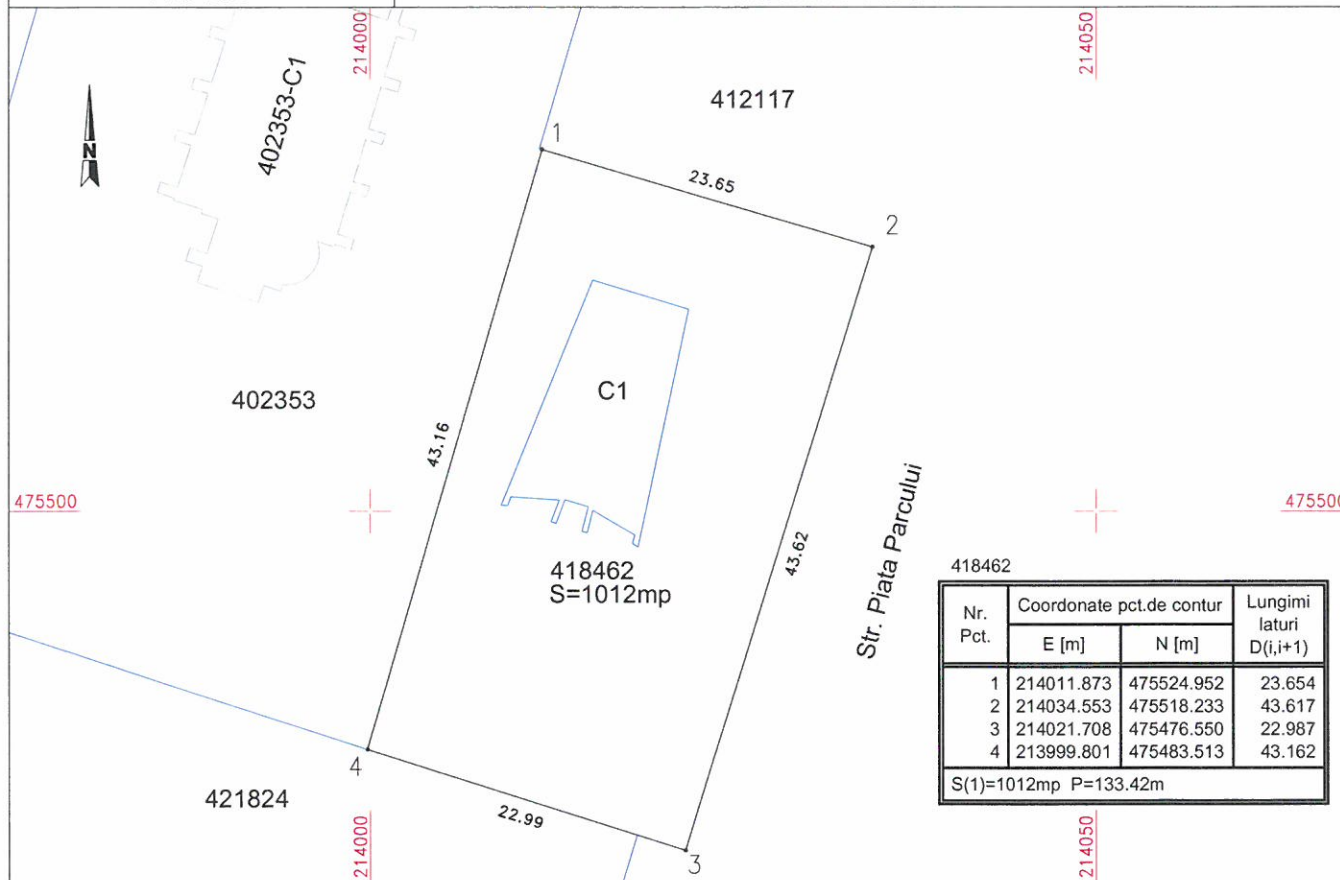 214000
214050
402353-C1
412117
N
1
23.65
2
C1
402353
43.16
475500
475500
Str. Piata Parcului
43.62
418462
S=1012mp
418462
Nr. Pct.
Coordonate pct.de contur
Lungimi laturi D(i,i+1)
E [m]
N [m]
1 214011.873 475524.952 23.654
2 214034.553 475518.233 43.617
3 214021.708 475476.550 22.987
4 213999.801 475483.513 43.162
S(1)=1012mp P=133.42m
4
421824
22.99
3
214000
214050